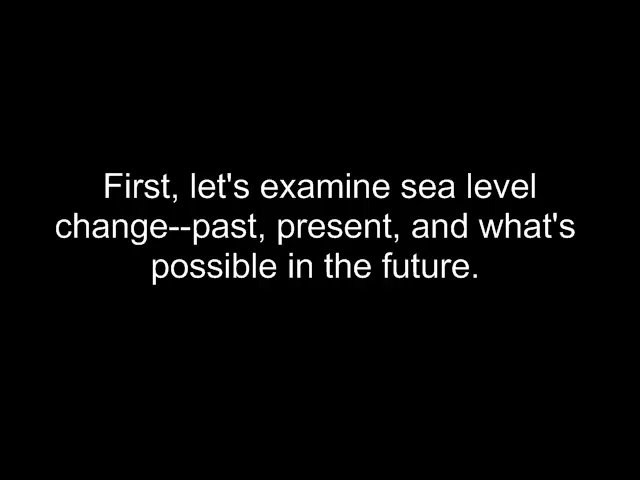 First, let's examine sea level
change--past, present, and what's
possible in the future.